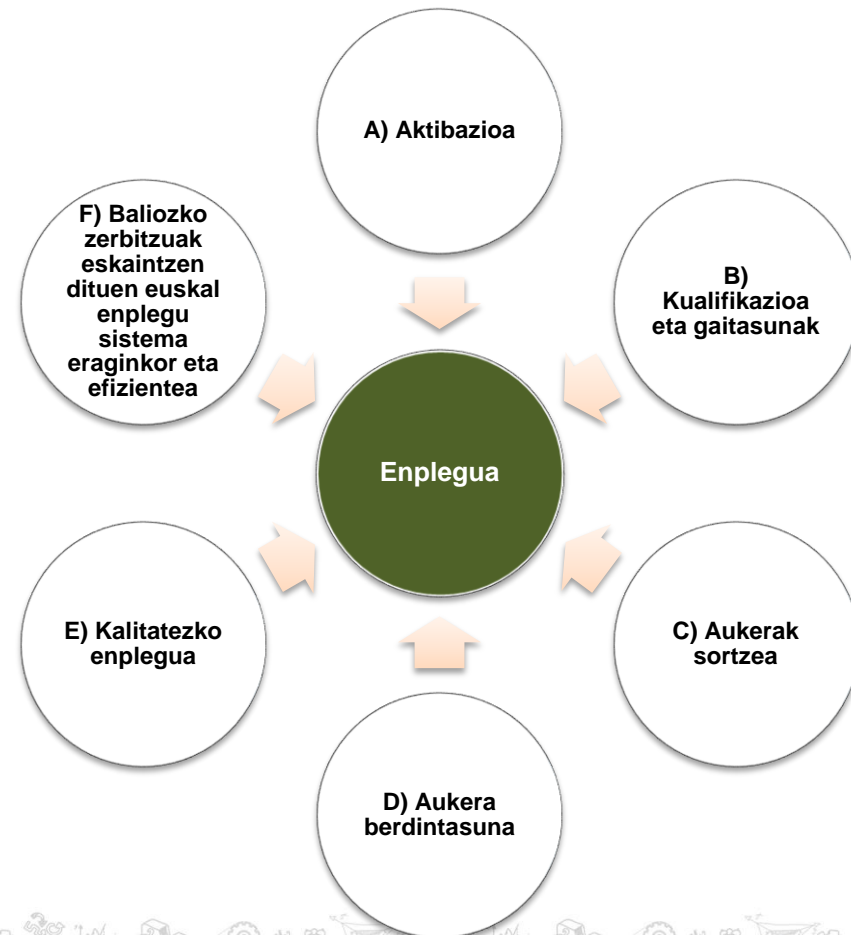 A) Aktibazioa
B)
Kualifikazioa
eta gaitasunak
C) Aukerak
sortzea
D) Aukera
berdintasuna
E) Kalitatezko
enplegua
F) Baliozko
zerbitzuak
eskaintzen
dituen euskal
enplegu
sistema
eraginkor eta
efizientea
Enplegua